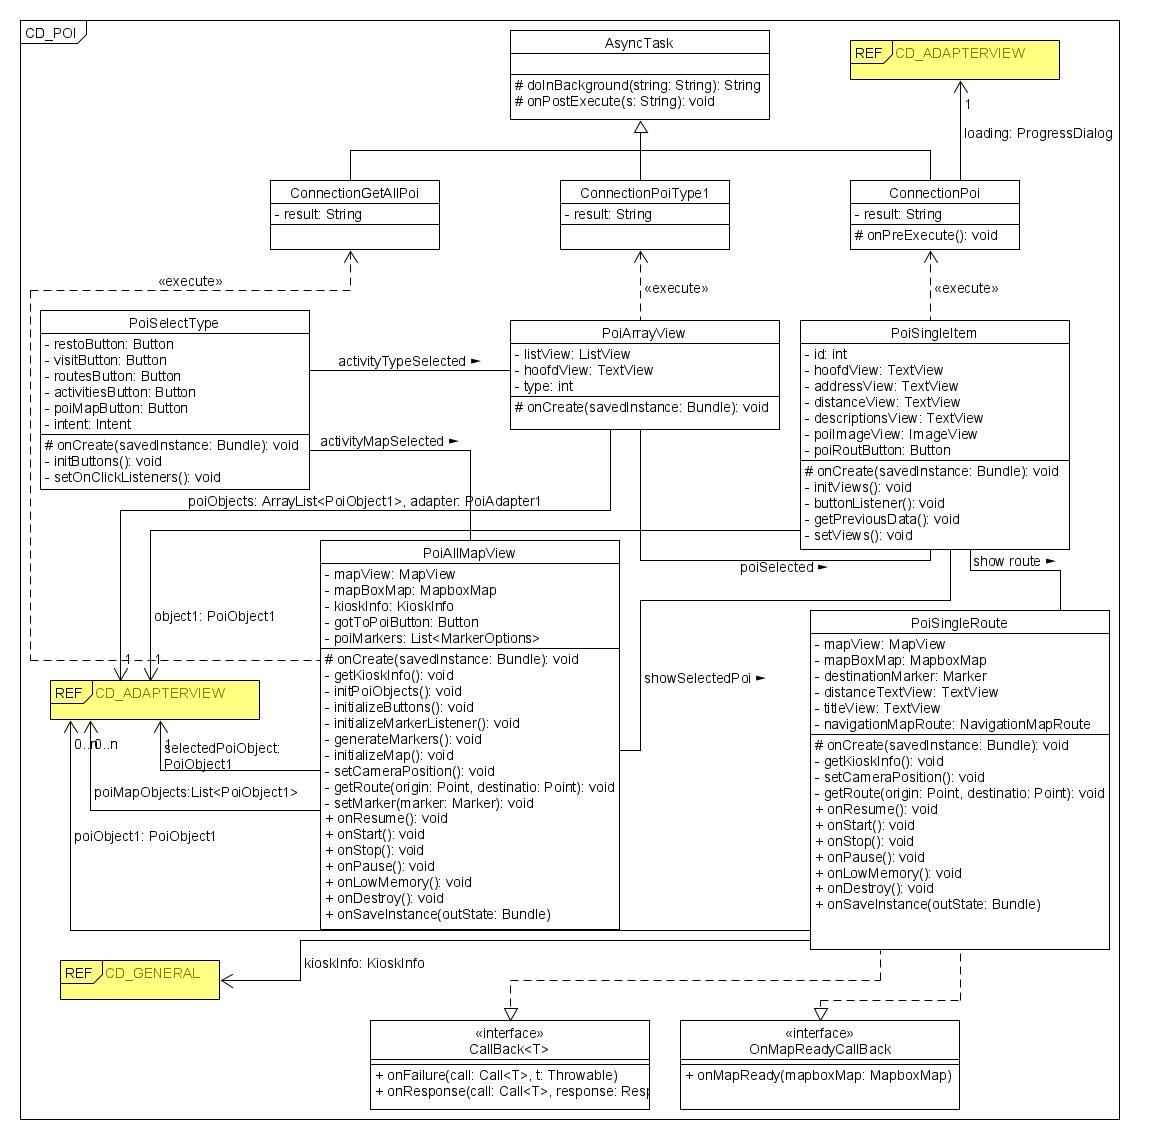 CD_POI
AsyncTask
# doInBackground(string: String): String
# onPostExecute(s: String): void
REF CD_ADAPTERVIEW
1
loading: ProgressDialog
ConnectionGetAllPoi
- result: String
ConnectionPoiType1
- result: String
ConnectionPoi
- result: String
# onPreExecute(): void
«execute»
«execute»
«execute»
PoiSelectType
- restoButton: Button
- visitButton: Button
- routesButton: Button
- activitiesButton: Button
- poiMapButton: Button
- intent: Intent
# onCreate(savedInstance: Bundle): void
- initButtons(): void
- setOnClickListeners(): void
activityTypeSelected ►
activityMapSelected ►
PoiArrayView
- listView: ListView
- hoofdView: TextView
- type: int
# onCreate(savedInstance: Bundle): void
PoiSingleItem
- id: int
- hoofdView: TextView
- addressView: TextView
- distanceView: TextView
- descriptionsView: TextView
- poiImageView: ImageView
- poiRoutButton: Button
# onCreate(savedInstance: Bundle): void
- initViews(): void
- buttonListener(): void
- getPreviousData(): void
- setViews(): void
poiObjects: ArrayList<PoiObject1>, adapter: PoiAdapter1
poiSelected ►
show route ►
object1: PoiObject1
PoiAllMapView
- mapView: MapView
- mapBoxMap: MapboxMap
- kioskInfo: KioskInfo
- gotToPoiButton: Button
- poiMarkers: List<MarkerOptions>
# onCreate(savedInstance: Bundle): void
- getKioskInfo(): void
- initPoiObjects(): void
- initializeButtons(): void
- initializeMarkerListener(): void
- generateMarkers(): void
- initializeMap(): void
- setCameraPosition(): void
- getRoute(origin: Point, destinatio: Point): void
- setMarker(marker: Marker): void
+ onResume(): void
+ onStart(): void
+ onStop(): void
+ onPause(): void
+ onLowMemory(): void
+ onDestroy(): void
+ onSaveInstance(outState: Bundle)
showSelectedPoi ►
PoiSingleRoute
- mapView: MapView
- mapBoxMap: MapboxMap
- destinationMarker: Marker
- distanceTextView: TextView
- titleView: TextView
- navigationMapRoute: NavigationMapRoute
# onCreate(savedInstance: Bundle): void
- getKioskInfo(): void
- setCameraPosition(): void
- getRoute(origin: Point, destinatio: Point): void
+ onResume(): void
+ onStart(): void
+ onStop(): void
+ onPause(): void
+ onLowMemory(): void
+ onDestroy(): void
+ onSaveInstance(outState: Bundle)
1
1
REF CD_ADAPTERVIEW
0..n
0..n
1
selectedPoiObject:
PoiObject1
poiMapObjects:List<PoiObject1>
poiObject1: PoiObject1
REF CD_GENERAL
kioskInfo: KioskInfo
«interface»
CallBack<T>
+ onFailure(call: Call<T>, t: Throwable)
+ onResponse(call: Call<T>, response: Resp
«interface»
OnMapReadyCallBack
+ onMapReady(mapboxMap: MapboxMap)